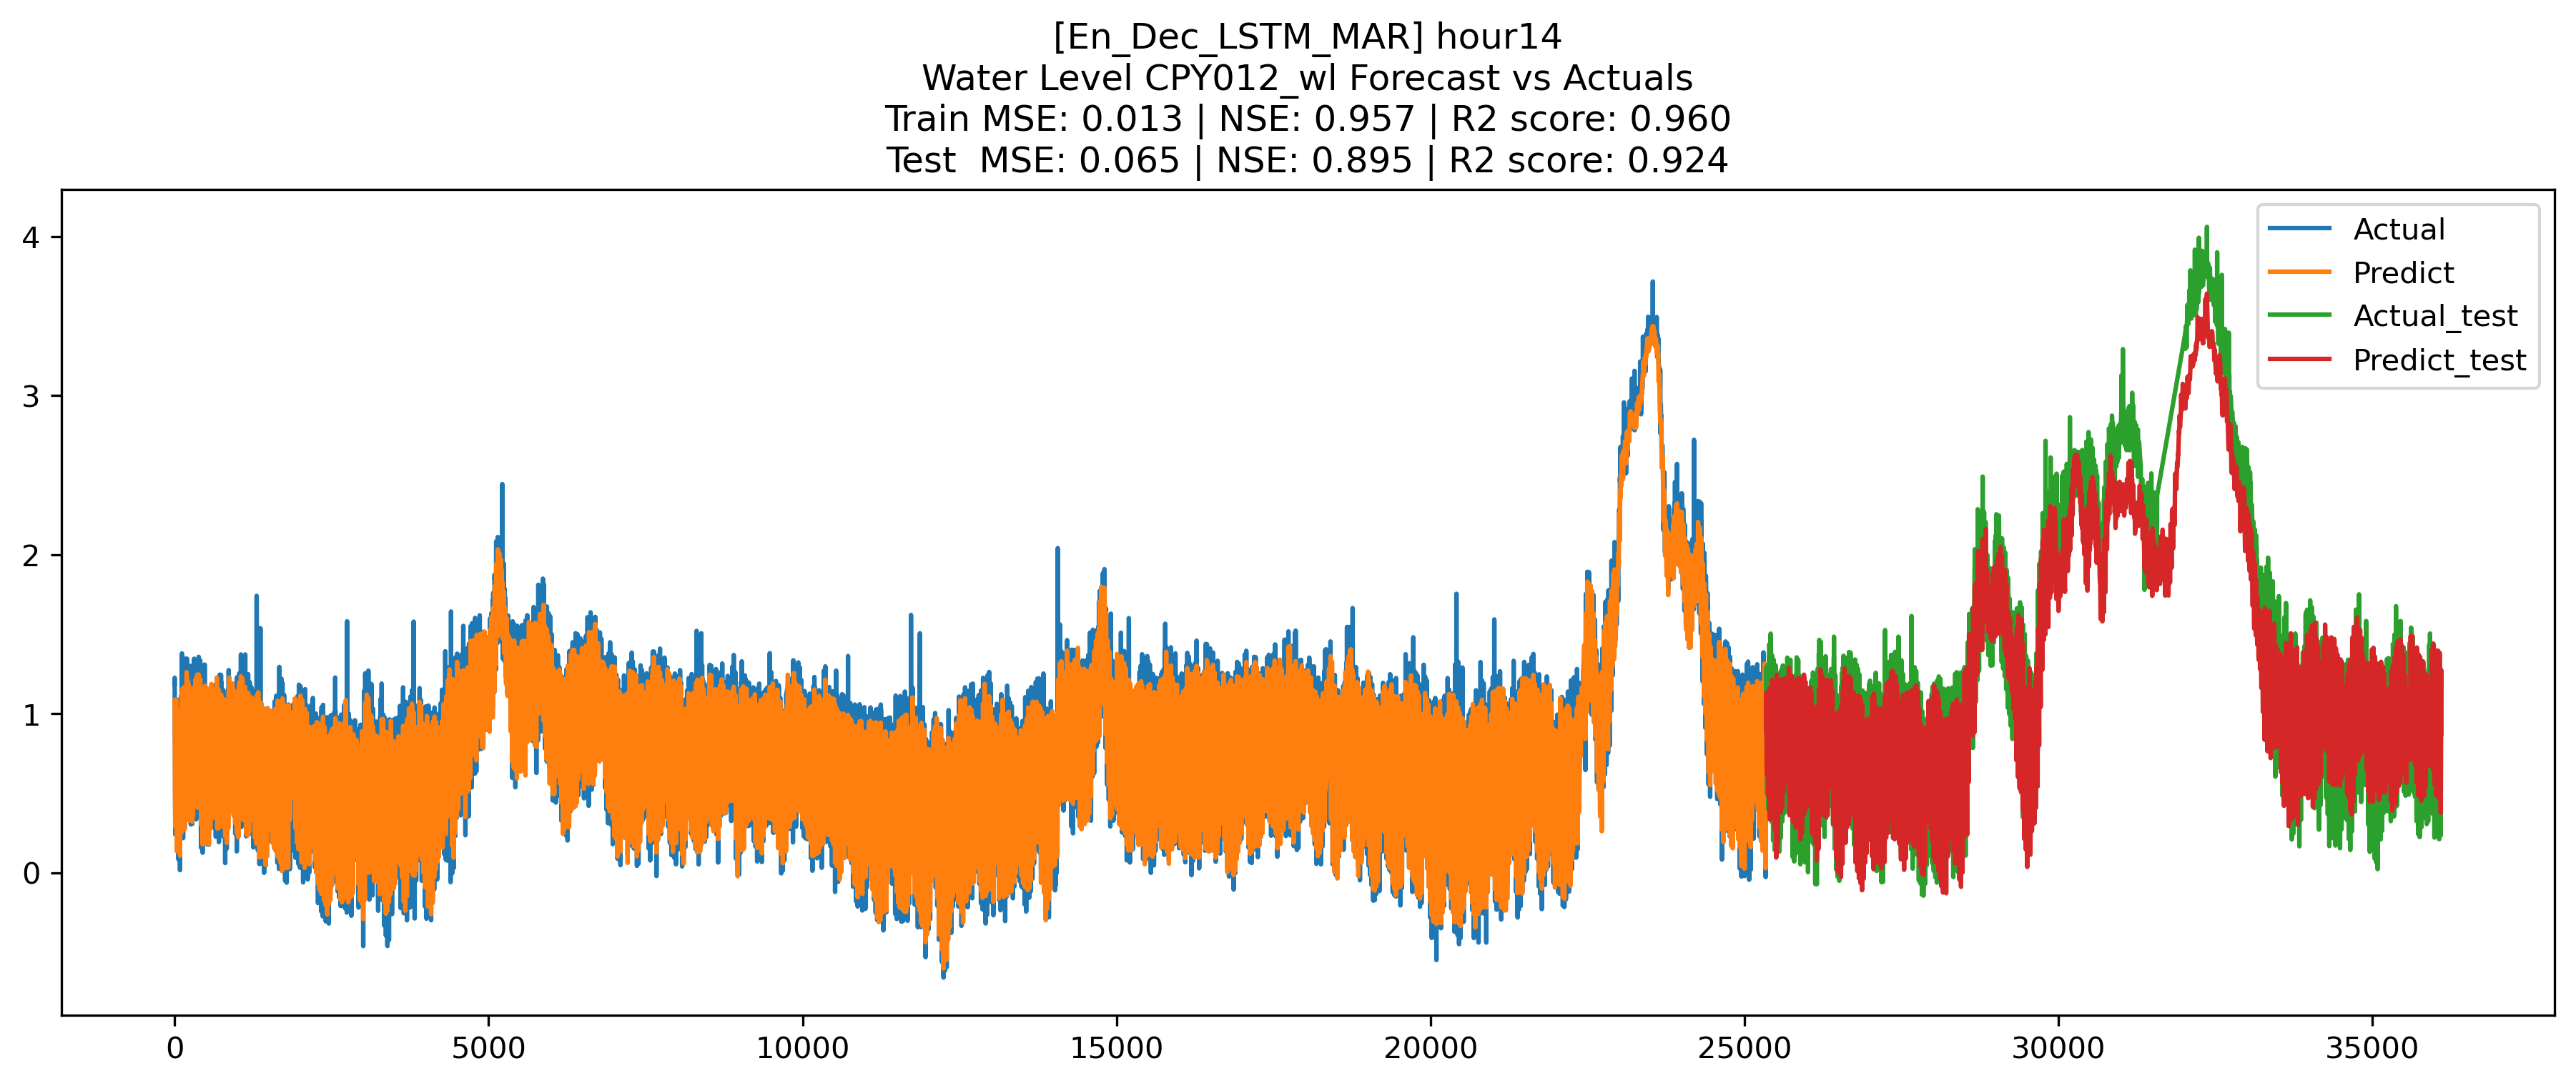 [En_Dec_LSTM_MAR] hour14
Water Level CPY012_wl Forecast vs Actuals
Train MSE: 0.013 | NSE: 0.957 | R2 score: 0.960
Test  MSE: 0.065 | NSE: 0.895 | R2 score: 0.924
Actual
Predict
Actual_test
Predict_test
4
3
2
1
0
0 5000 10000 15000 20000 25000 30000 35000